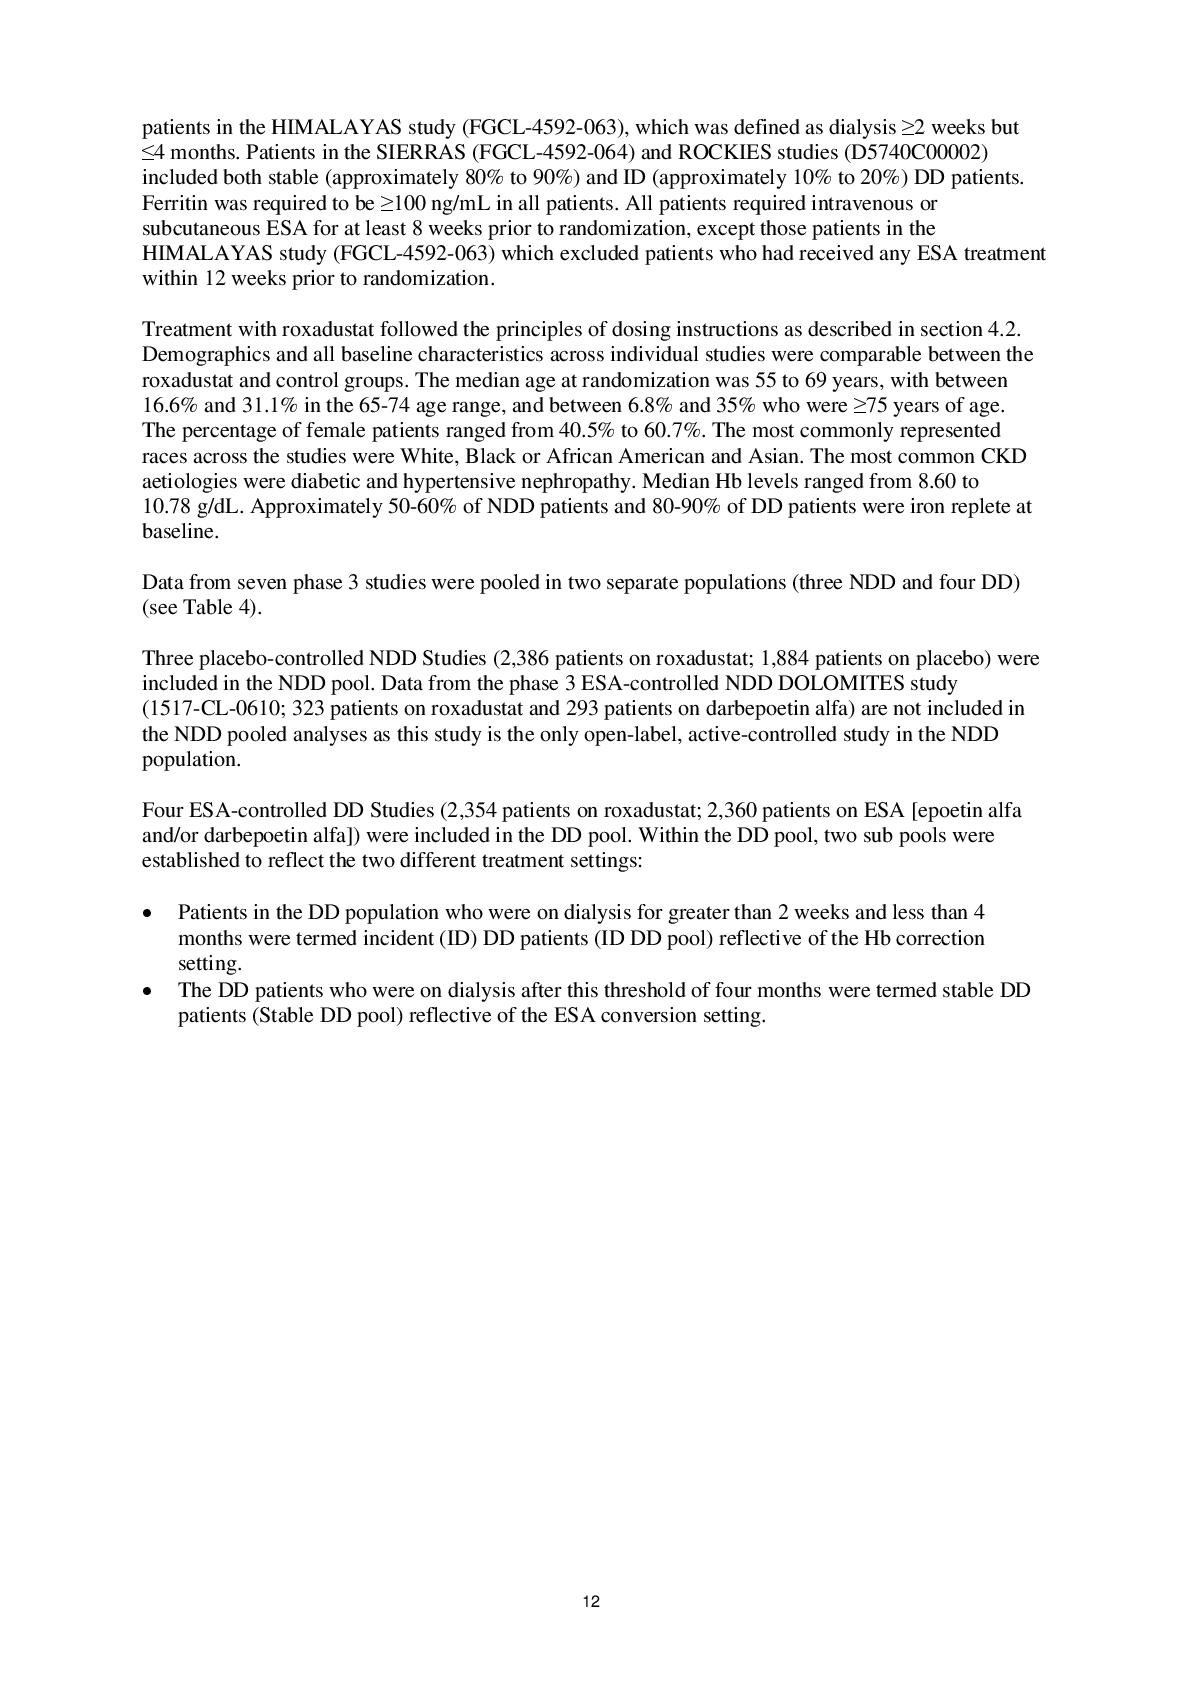 patients in the HIMALAYAS study (FGCL-4592-063), which was defined as dialysis ≥2 weeks but
≤4 months. Patients in the SIERRAS (FGCL-4592-064) and ROCKIES studies (D5740C00002)
included both stable (approximately 80% to 90%) and ID (approximately 10% to 20%) DD patients.
Ferritin was required to be ≥100 ng/mL in all patients. All patients required intravenous or
subcutaneous ESA for at least 8 weeks prior to randomization, except those patients in the
HIMALAYAS study (FGCL-4592-063) which excluded patients who had received any ESA treatment
within 12 weeks prior to randomization.
Treatment with roxadustat followed the principles of dosing instructions as described in section 4.2.
Demographics and all baseline characteristics across individual studies were comparable between the
roxadustat and control groups. The median age at randomization was 55 to 69 years, with between
16.6% and 31.1% in the 65-74 age range, and between 6.8% and 35% who were ≥75 years of age.
The percentage of female patients ranged from 40.5% to 60.7%. The most commonly represented
races across the studies were White, Black or African American and Asian. The most common CKD
aetiologies were diabetic and hypertensive nephropathy. Median Hb levels ranged from 8.60 to
10.78 g/dL. Approximately 50-60% of NDD patients and 80-90% of DD patients were iron replete at
baseline.
Data from seven phase 3 studies were pooled in two separate populations (three NDD and four DD)
(see Table 4).
Three placebo-controlled NDD Studies (2,386 patients on roxadustat; 1,884 patients on placebo) were
included in the NDD pool. Data from the phase 3 ESA-controlled NDD DOLOMITES study
(1517-CL-0610; 323 patients on roxadustat and 293 patients on darbepoetin alfa) are not included in
the NDD pooled analyses as this study is the only open-label, active-controlled study in the NDD
population.
Four ESA-controlled DD Studies (2,354 patients on roxadustat; 2,360 patients on ESA [epoetin alfa
and/or darbepoetin alfa]) were included in the DD pool. Within the DD pool, two sub pools were
established to reflect the two different treatment settings:
• Patients in the DD population who were on dialysis for greater than 2 weeks and less than 4
months were termed incident (ID) DD patients (ID DD pool) reflective of the Hb correction
setting.
• The DD patients who were on dialysis after this threshold of four months were termed stable DD
patients (Stable DD pool) reflective of the ESA conversion setting.
12